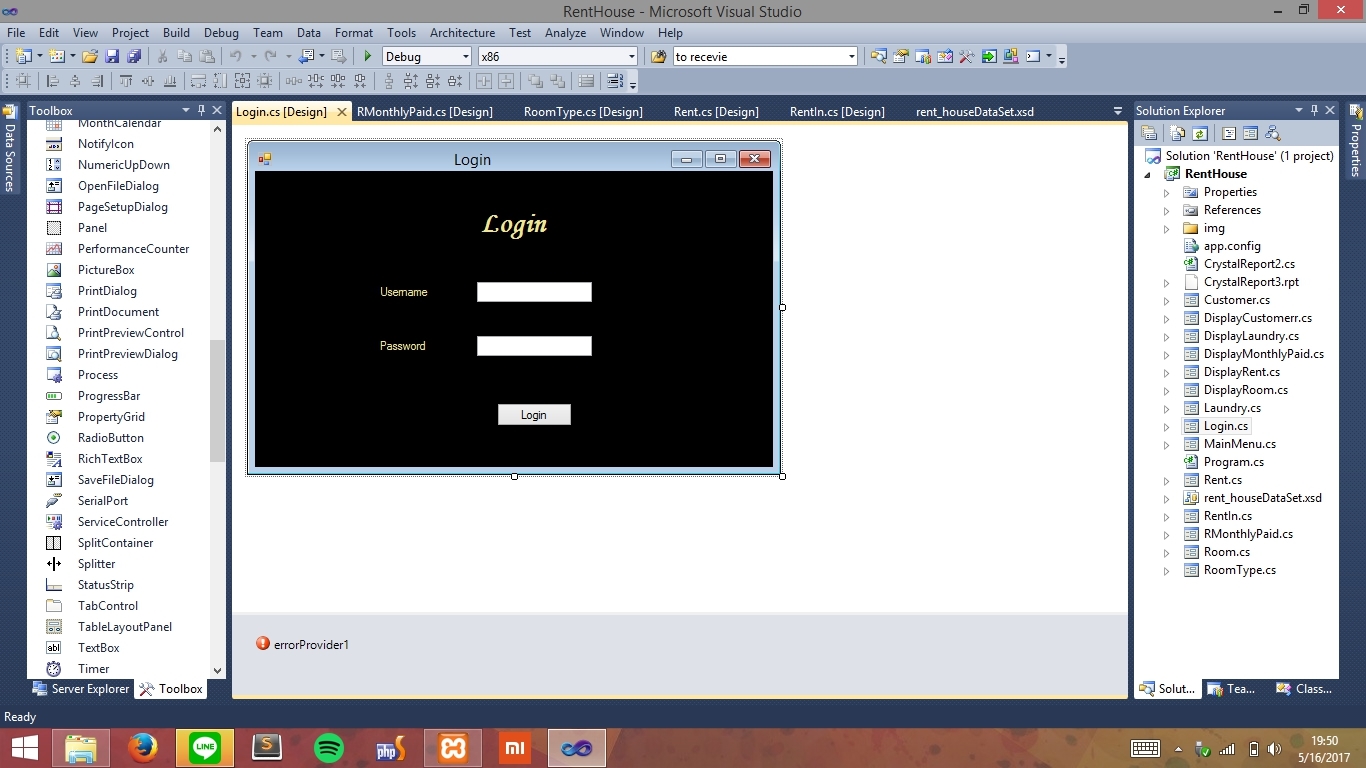 RentHouse - Microsoft Visual Studio
File Edit View Project Build Debug Team Data Format Tools Architecture Test Analyze Window Help
Debug x86 to recevie
Data Sources
Toolbox
MonthCalendar
NotifyIcon
NumericUpDown
OpenFileDialog
PageSetupDialog
Panel
PerformanceCounter
PictureBox
PrintDialog
PrintDocument
PrintPreviewControl
PrintPreviewDialog
Process
ProgressBar
PropertyGrid
RadioButton
RichTextBox
SaveFileDialog
SerialPort
ServiceController
SplitContainer
Splitter
StatusStrip
TabControl
TableLayoutPanel
TextBox
Timer
Server Explorer Toolbox
Login.cs [Design] RMonthlyPaid.cs [Design] RoomType.cs [Design] Rent.cs [Design] RentIn.cs [Design] rent_houseDataSet.xsd
Login
Login
Username
Password
Login
errorProvider1
Solution Explorer
Solution 'RentHouse' (1 project)
RentHouse
Properties
References
img
app.config
CrystalReport2.cs
CrystalReport3.rpt
Customer.cs
DisplayCustomerr.cs
DisplayLaundry.cs
DisplayMonthlyPaid.cs
DisplayRent.cs
DisplayRoom.cs
Laundry.cs
Login.cs
MainMenu.cs
Program.cs
Rent.cs
rent_houseDataSet.xsd
RentIn.cs
RMonthlyPaid.cs
Room.cs
RoomType.cs
Solut... Tea... Class...
Properties
Ready
LINE
S
php
mi
19:50
5/16/2017